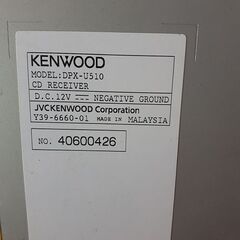 KENWOOD
MODEL:DPX-U510
CD RECEIVER
D.C.12V ⎓ NEGATIVE GROUND
JVCKENWOOD Corporation
Y39-6660-01 MADE IN MALAYSIA
NO. 40600426